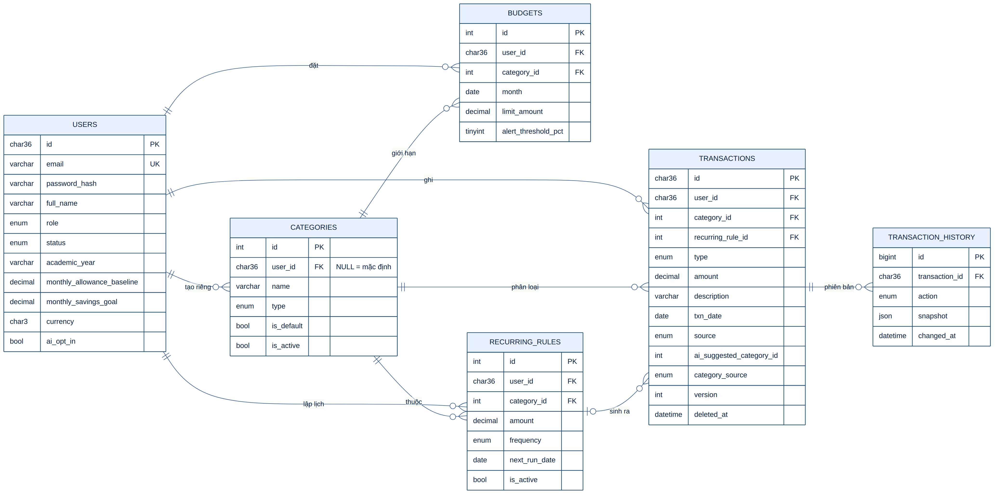 BUDGETS
int id PK
char36 user_id FK
int category_id FK
date month
decimal limit_amount
tinyint alert_threshold_pct
đặt
giới hạn
ghi
USERS
char36 id PK
varchar email UK
varchar password_hash
varchar full_name
enum role
enum status
varchar academic_year
decimal monthly_allowance_baseline
decimal monthly_savings_goal
char3 currency
bool ai_opt_in
tạo riêng
CATEGORIES
int id PK
char36 user_id FK NULL = mặc định
varchar name
enum type
bool is_default
bool is_active
phân loại
TRANSACTIONS
char36 id PK
char36 user_id FK
int category_id FK
int recurring_rule_id FK
enum type
decimal amount
varchar description
date txn_date
enum source
int ai_suggested_category_id
enum category_source
int version
datetime deleted_at
phiên bản
TRANSACTION_HISTORY
bigint id PK
char36 transaction_id FK
enum action
json snapshot
datetime changed_at
lập lịch
thuộc
RECURRING_RULES
int id PK
char36 user_id FK
int category_id FK
decimal amount
enum frequency
date next_run_date
bool is_active
sinh ra